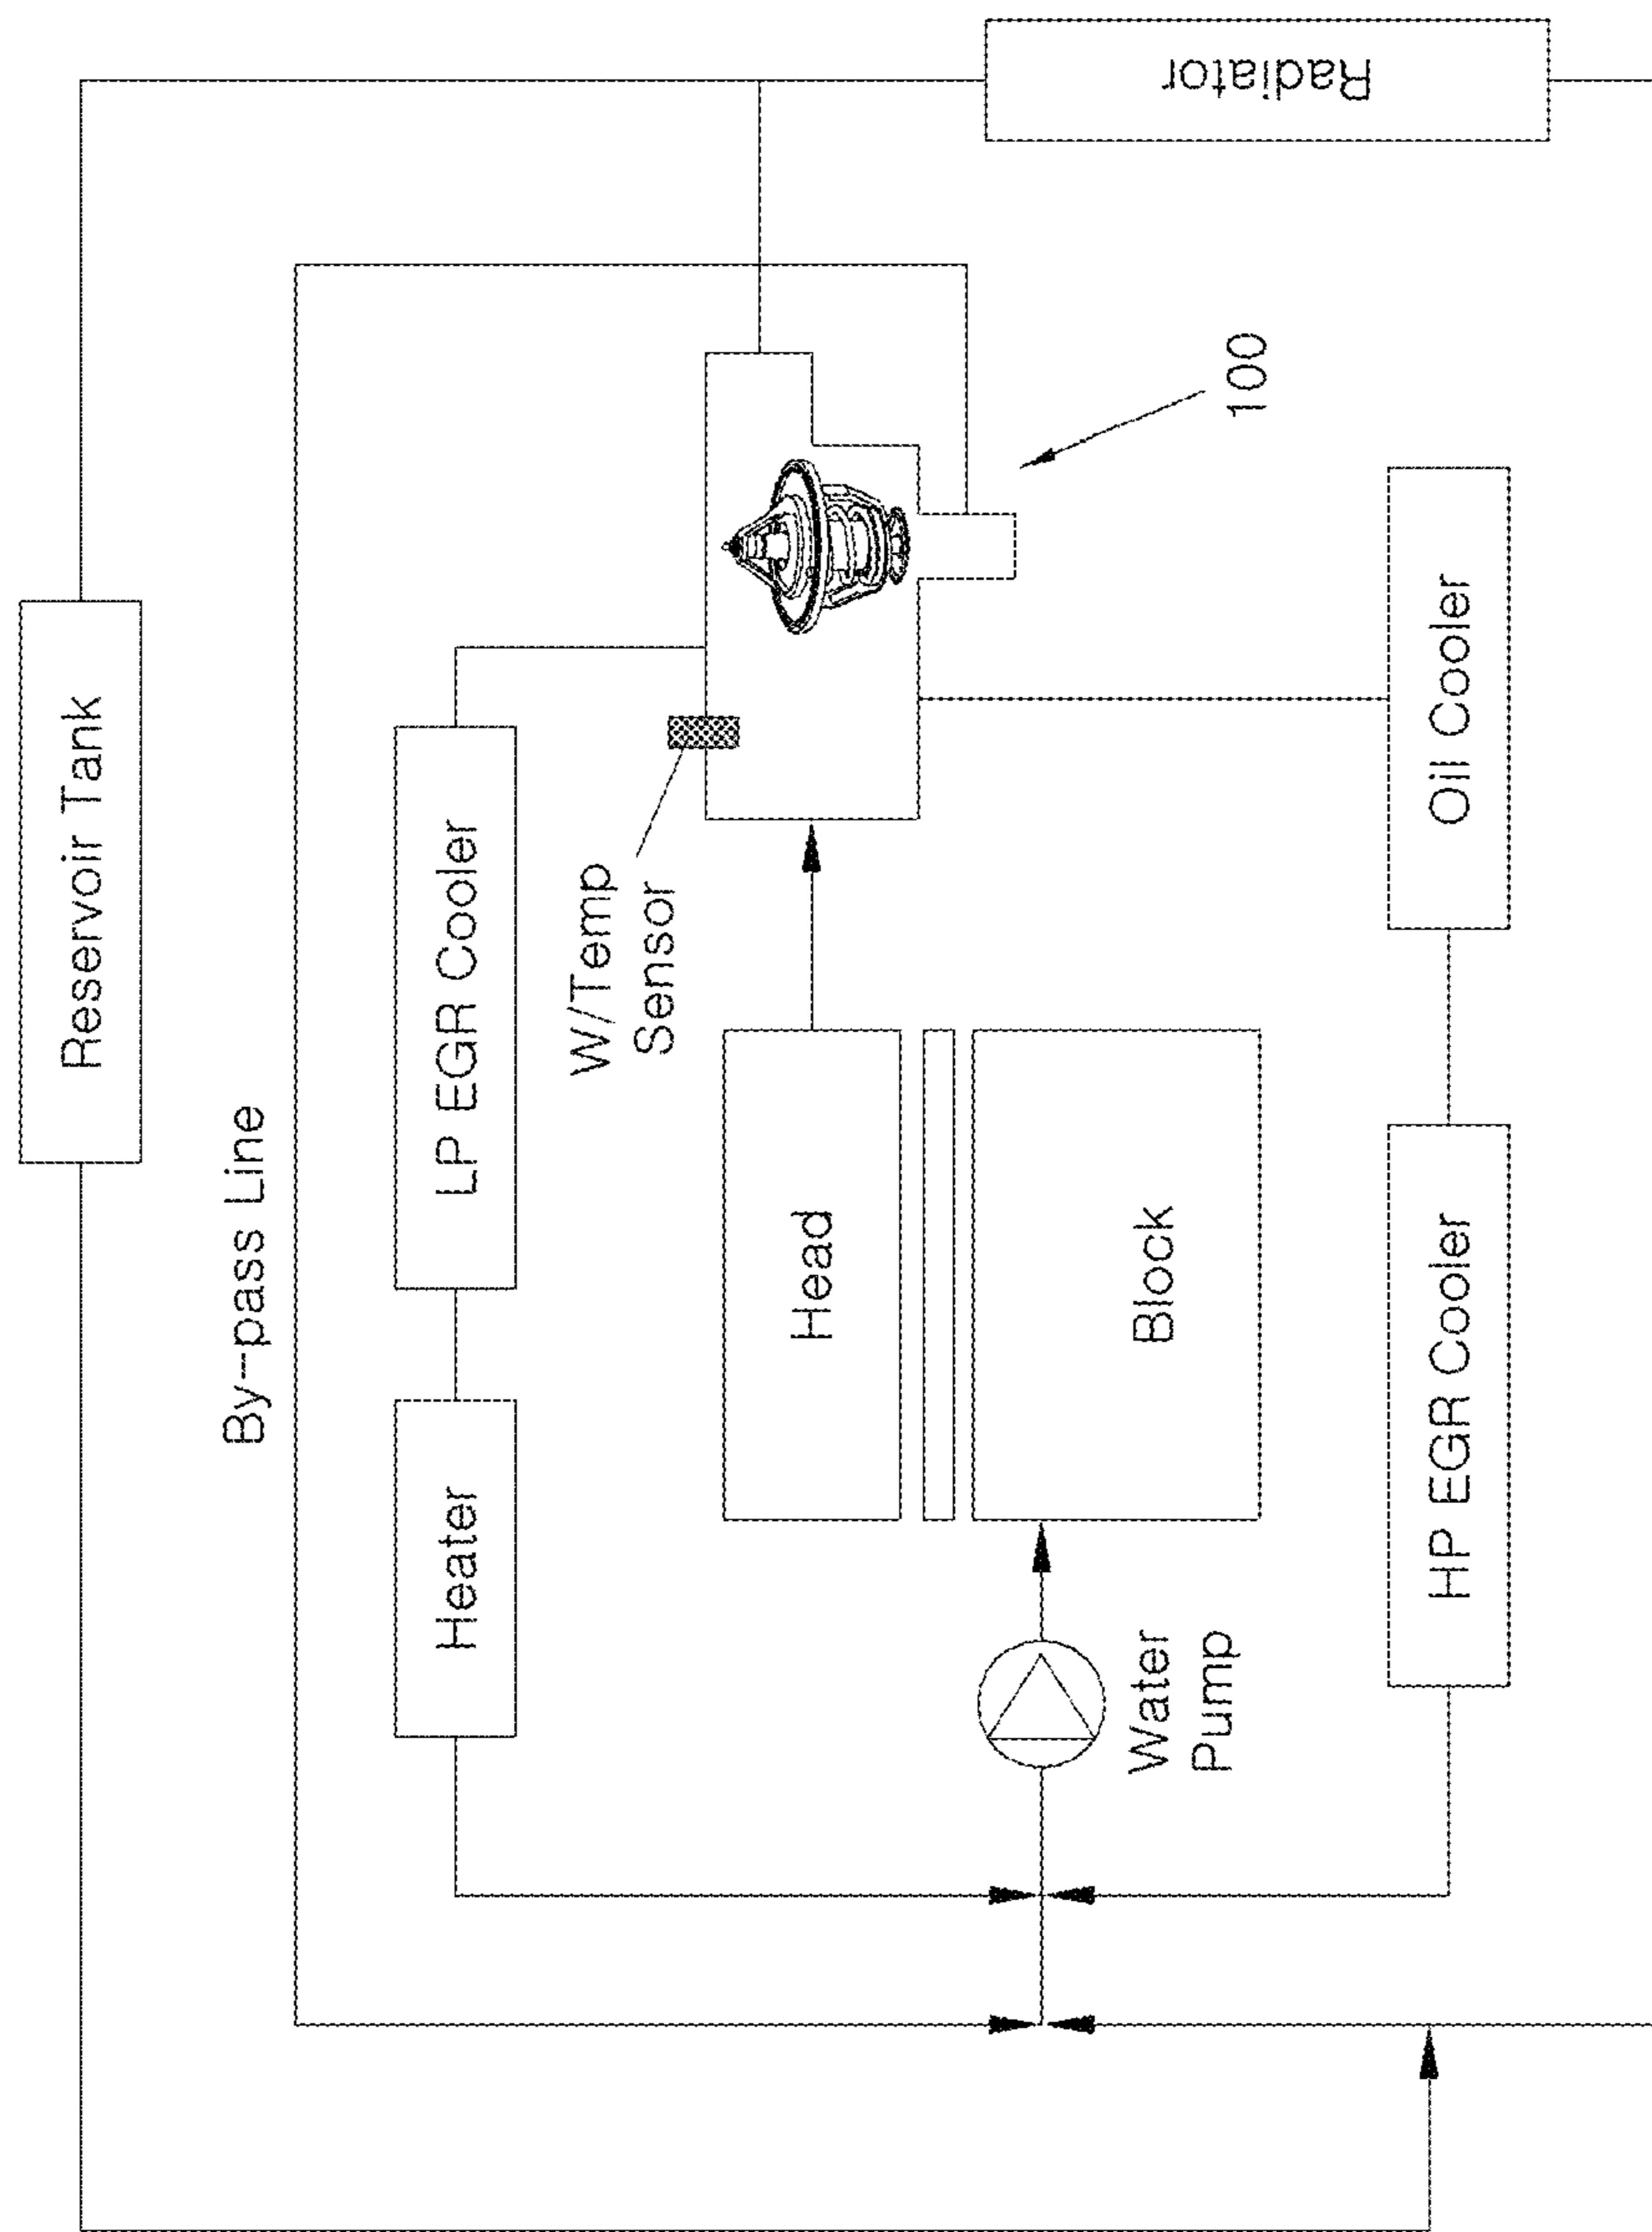 Reservoir Tank
By-pass Line
Heater
LP EGR Cooler
W/Temp
Sensor
Head
Block
Water
Pump
HP EGR Cooler
Oil Cooler
100
Radiator